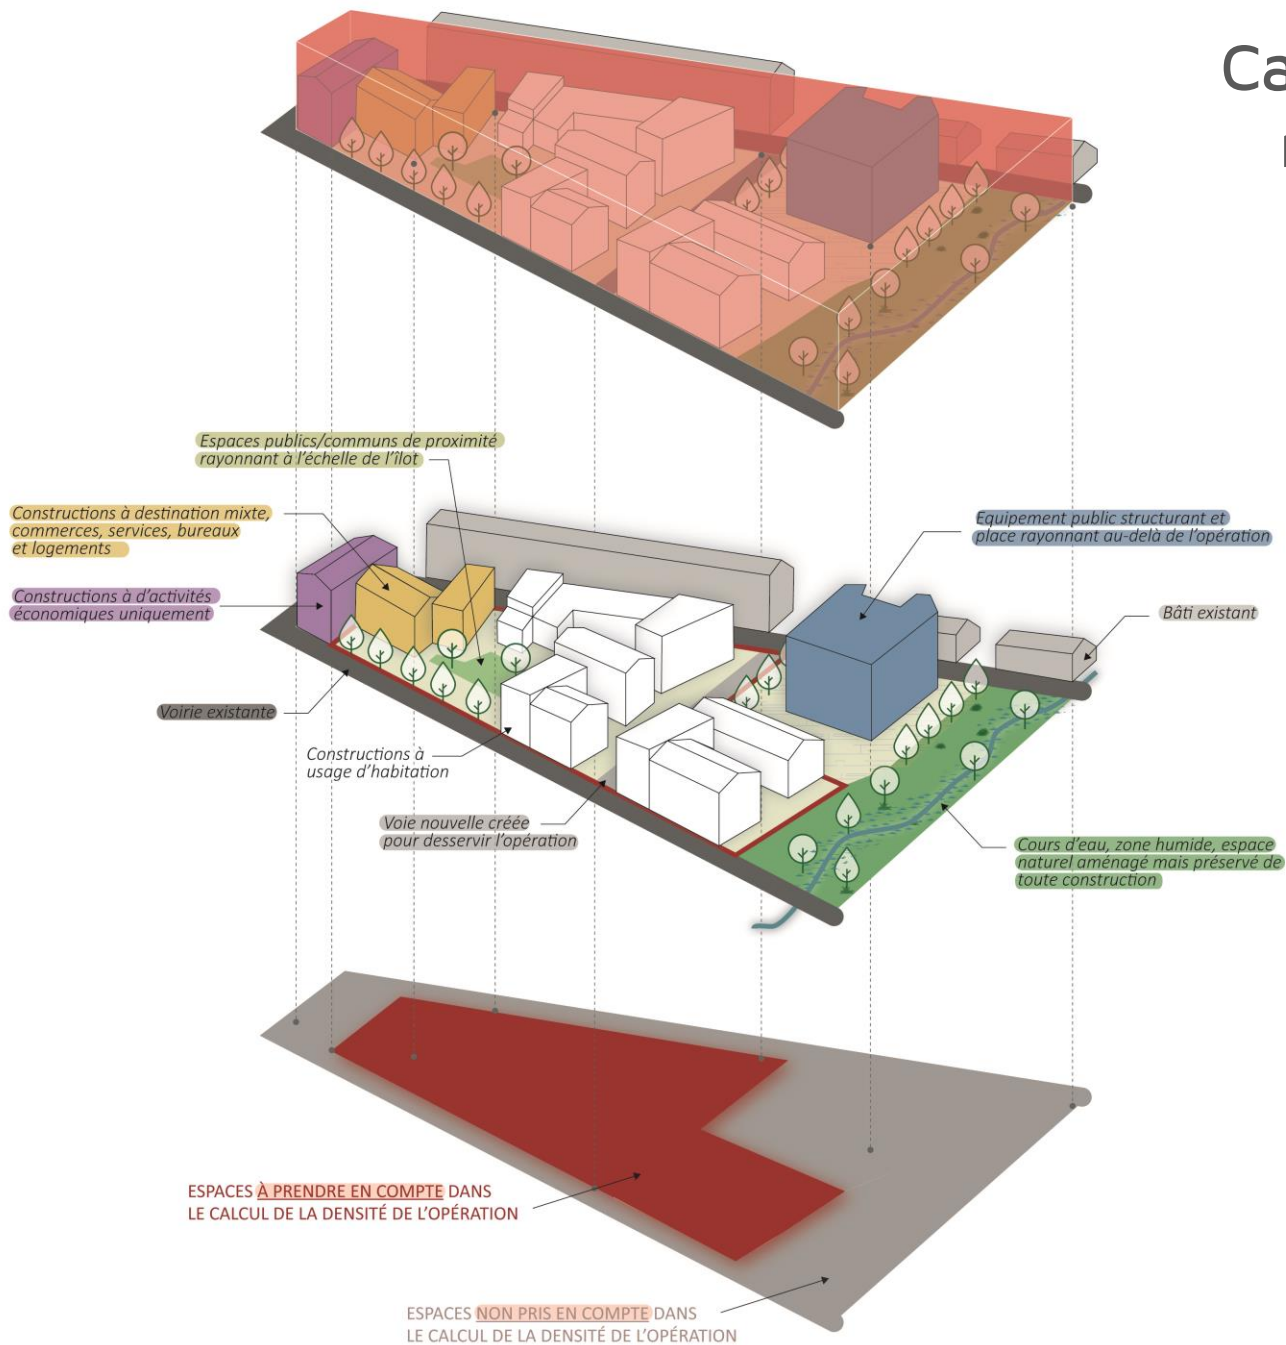 Ca
Espaces publics/communs de proximité
rayonnant à l'échelle de l'îlot
Constructions à destination mixte,
commerces, services, bureaux
et logements
Equipement public structurant et
place rayonnant au-delà de l'opération
Constructions à d'activités
économiques uniquement
Bâti existant
Voirie existante
Constructions à
usage d'habitation
Voie nouvelle créée
pour desservir l'opération
Cours d'eau, zone humide, espace
naturel aménagé mais préservé de
toute construction
ESPACES À PRENDRE EN COMPTE DANS
LE CALCUL DE LA DENSITÉ DE L'OPÉRATION
ESPACES NON PRIS EN COMPTE DANS
LE CALCUL DE LA DENSITÉ DE L'OPÉRATION